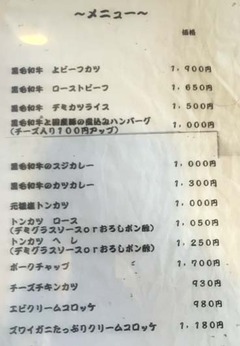 ～メニュー～
価格
黒毛和牛 上ビーフカツ 1,900円
黒毛和牛 ローストビーフ 1,650円
黒毛和牛 デミカツライス 1,500円
黒毛和牛と国産豚の煮込みハンバーグ 1,000円
(チーズ入り100円アップ)
黒毛和牛のスジカレー 1,000円
黒毛和牛のカツカレー 1,300円
元祖塩トンカツ 1,000円
トンカツ ロース 1,050円
(デミグラスソースorおろしポン酢)
トンカツ ヘレ 1,250円
(デミグラスソースorおろしポン酢)
ポークチャップ 1,700円
チーズチキンカツ 930円
エビクリームコロッケ 980円
ズワイガニたっぷりクリームコロッケ 1,180円